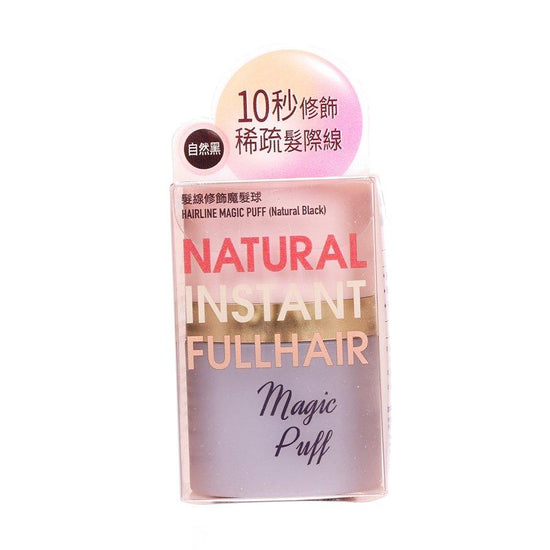 10秒修飾
稀疏髮際線
自然黑
髮線修飾魔髮球
HAIRLINE MAGIC PUFF (Natural Black)
NATURAL
INSTANT
FULLHAIR
Magic
Puff